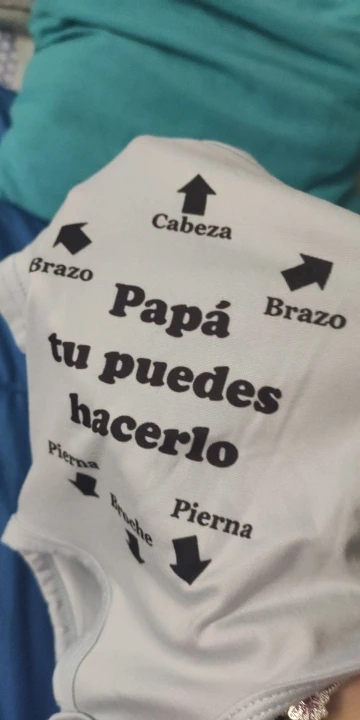 Cabeza
Brazo
Brazo
Papá
tu puedes
hacerlo
Pierna
Broche
Pierna